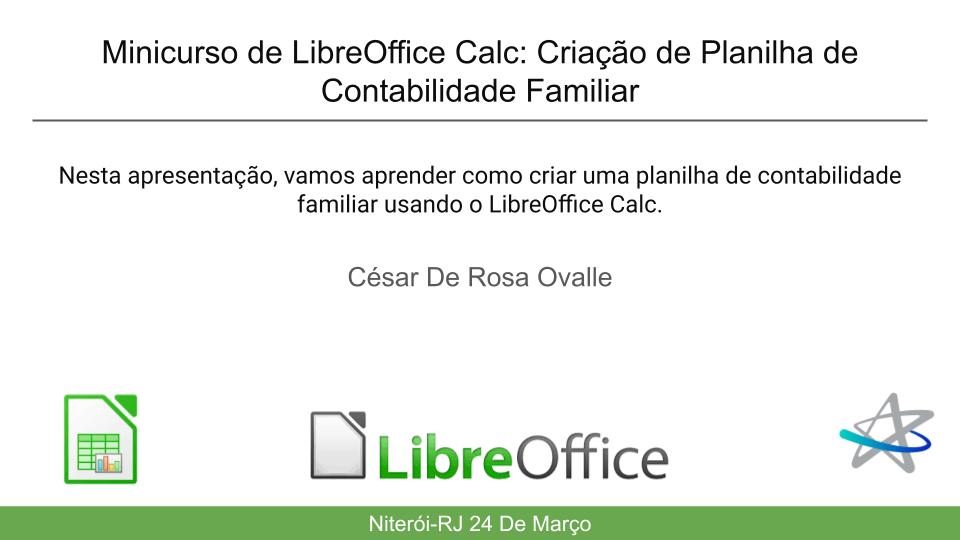 Minicurso de LibreOffice Calc: Criação de Planilha de
Contabilidade Familiar
Nesta apresentação, vamos aprender como criar uma planilha de contabilidade
familiar usando o LibreOffice Calc.
César De Rosa Ovalle
LibreOffice
Niterói-RJ 24 De Março